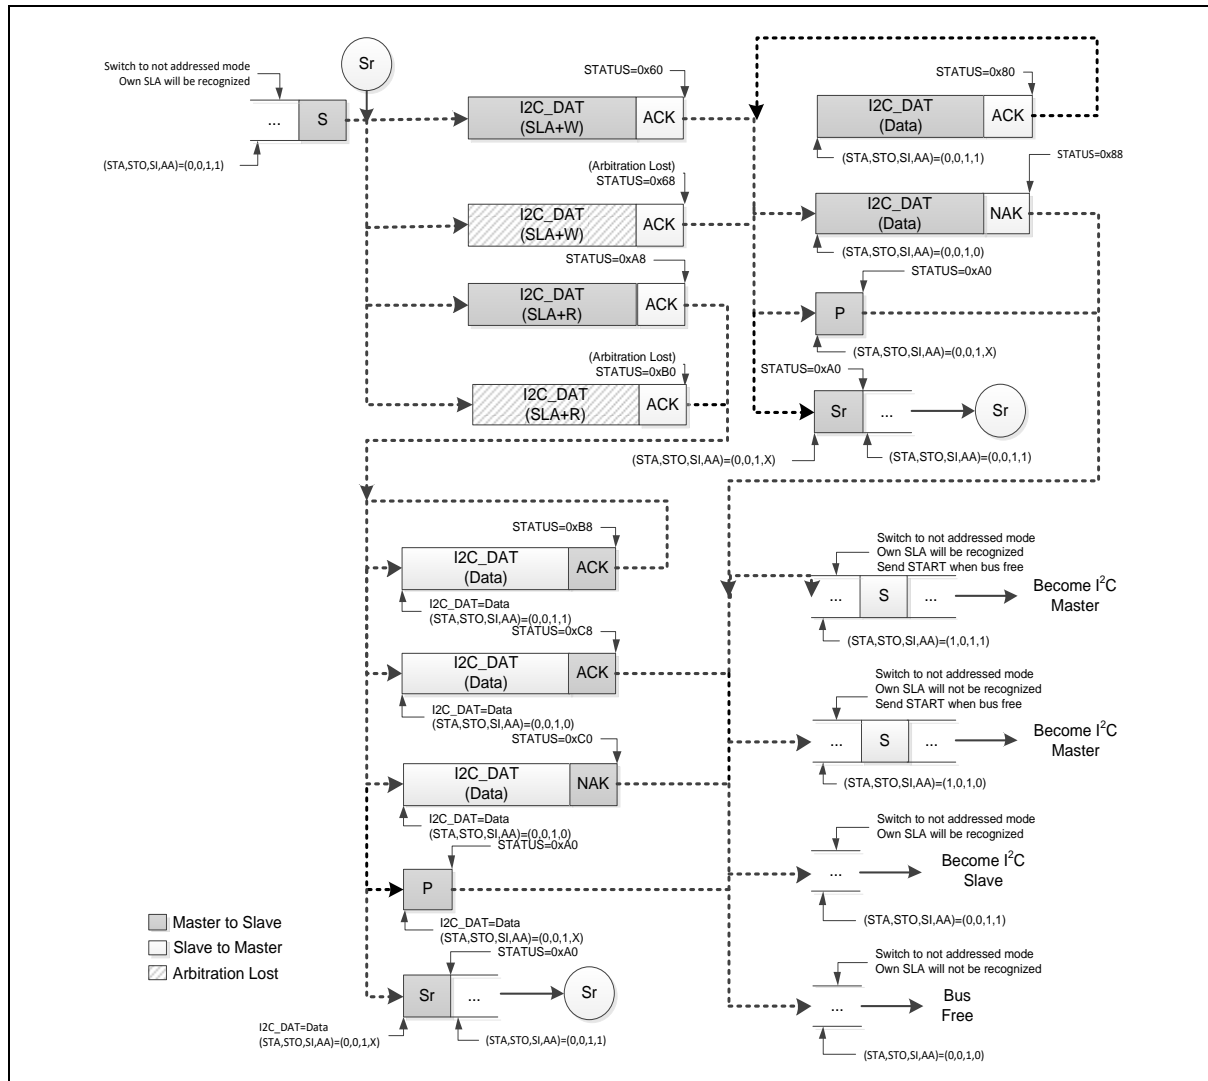 Switch to not addressed mode
Own SLA will be recognized
...
S
(STA,STO,SI,AA)=(0,0,1,1)
Sr
STATUS=0x60
I2C_DAT
(SLA+W)
ACK
(Arbitration Lost)
STATUS=0x68
I2C_DAT
(SLA+W)
ACK
STATUS=0xA8
I2C_DAT
(SLA+R)
ACK
(Arbitration Lost)
STATUS=0xB0
I2C_DAT
(SLA+R)
ACK
STATUS=0x80
I2C_DAT
(Data)
ACK
(STA,STO,SI,AA)=(0,0,1,1)
STATUS=0x88
I2C_DAT
(Data)
NAK
(STA,STO,SI,AA)=(0,0,1,0)
STATUS=0xA0
P
(STA,STO,SI,AA)=(0,0,1,X)
STATUS=0xA0
Sr
...
Sr
(STA,STO,SI,AA)=(0,0,1,X)
(STA,STO,SI,AA)=(0,0,1,1)
STATUS=0xB8
I2C_DAT
(Data)
ACK
I2C_DAT=Data
(STA,STO,SI,AA)=(0,0,1,1)
STATUS=0xC8
I2C_DAT
(Data)
ACK
I2C_DAT=Data
(STA,STO,SI,AA)=(0,0,1,0)
STATUS=0xC0
I2C_DAT
(Data)
NAK
I2C_DAT=Data
(STA,STO,SI,AA)=(0,0,1,0)
STATUS=0xA0
P
I2C_DAT=Data
(STA,STO,SI,AA)=(0,0,1,X)
STATUS=0xA0
Sr
...
Sr
I2C_DAT=Data
(STA,STO,SI,AA)=(0,0,1,X)
(STA,STO,SI,AA)=(0,0,1,1)
Switch to not addressed mode
Own SLA will be recognized
Send START when bus free
...
S
...
Become I²C
Master
(STA,STO,SI,AA)=(1,0,1,1)
Switch to not addressed mode
Own SLA will not be recognized
Send START when bus free
...
S
...
Become I²C
Master
(STA,STO,SI,AA)=(1,0,1,0)
Switch to not addressed mode
Own SLA will be recognized
...
Become I²C
Slave
(STA,STO,SI,AA)=(0,0,1,1)
Switch to not addressed mode
Own SLA will not be recognized
...
Bus
Free
(STA,STO,SI,AA)=(0,0,1,0)
Master to Slave
Slave to Master
Arbitration Lost